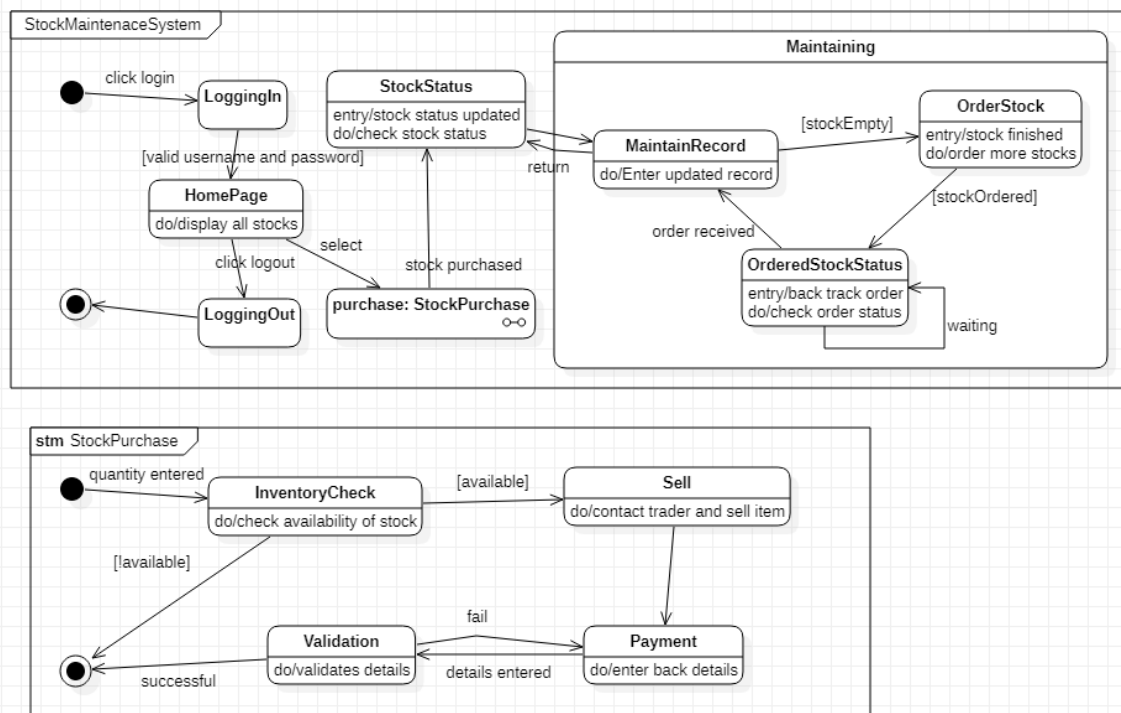 StockMaintenaceSystem
click login
LoggingIn
[valid username and password]
HomePage
do/display all stocks
click logout
LoggingOut
select
StockStatus
entry/stock status updated
do/check stock status
stock purchased
purchase: StockPurchase
return
Maintaining
MaintainRecord
do/Enter updated record
[stockEmpty]
OrderStock
entry/stock finished
do/order more stocks
[stockOrdered]
order received
OrderedStockStatus
entry/back track order
do/check order status
waiting
stm StockPurchase
quantity entered
InventoryCheck
do/check availability of stock
[available]
Sell
do/contact trader and sell item
[!available]
Validation
do/validates details
fail
details entered
Payment
do/enter back details
successful